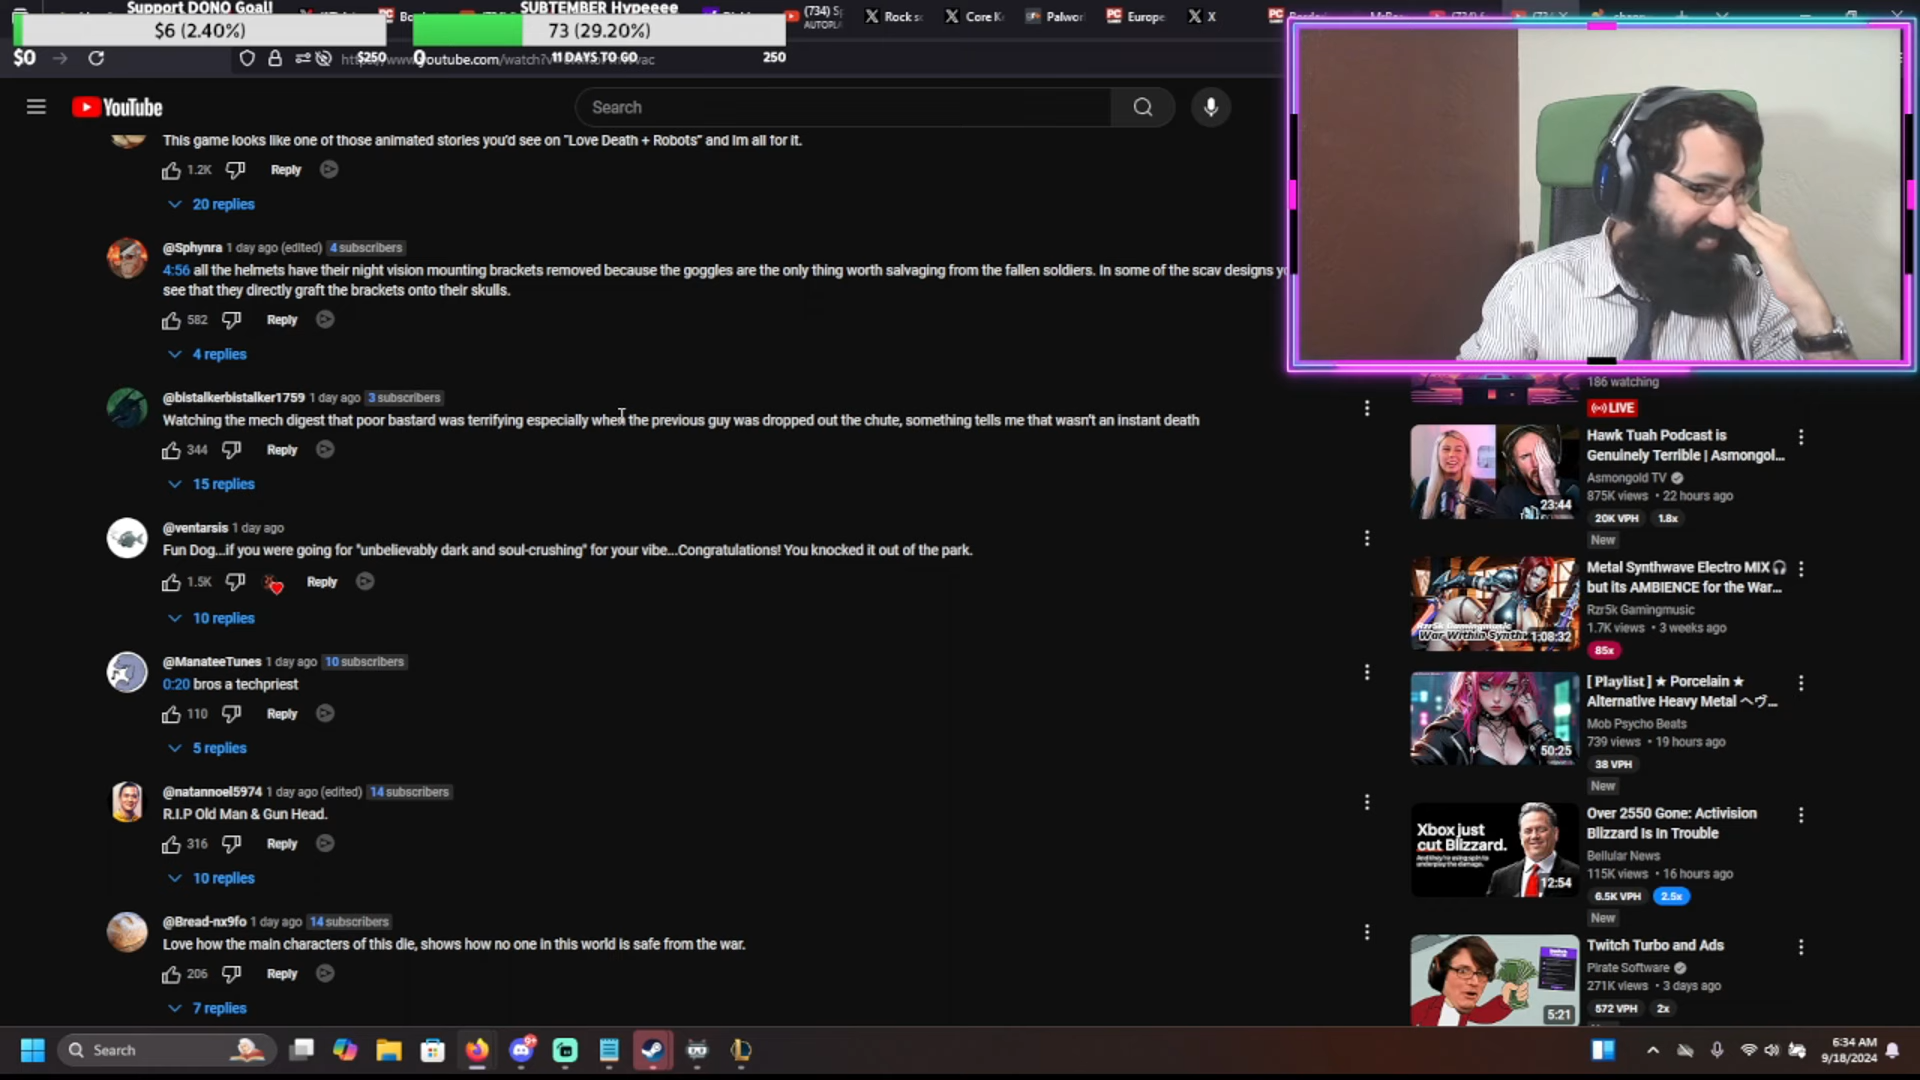 Support DONO Goal!
SUBTEMBER Hypeeee
$6 (2.40%)
73 (29.20%)
$0
$250
0
11 DAYS TO GO
250
(734) S
AUTOPLA
Rock s
Core K
Palwor
PC Europe
X
YouTube
Search
This game looks like one of those animated stories you'd see on "Love Death + Robots" and Im all for it.
1.2K Reply
20 replies
@Sphynra 1 day ago (edited) 4 subscribers
4:56 all the helmets have their night vision mounting brackets removed because the goggles are the only thing worth salvaging from the fallen soldiers. In some of the scav designs
see that they directly graft the brackets onto their skulls.
582 Reply
4 replies
@bistalkerbistalker1759 1 day ago 3 subscribers
Watching the mech digest that poor bastard was terrifying especially when the previous guy was dropped out the chute, something tells me that wasn't an instant death
344 Reply
15 replies
@ventarsis 1 day ago
Fun Dog...if you were going for "unbelievably dark and soul-crushing" for your vibe...Congratulations! You knocked it out of the park.
1.5K Reply
10 replies
@ManateeTunes 1 day ago 10 subscribers
0:20 bros a techpriest
110 Reply
5 replies
@natannoel5974 1 day ago (edited) 14 subscribers
R.I.P Old Man & Gun Head.
316 Reply
10 replies
@Bread-nx9fo 1 day ago 14 subscribers
Love how the main characters of this die, shows how no one in this world is safe from the war.
206 Reply
7 replies
186 watching
LIVE
Hawk Tuah Podcast is
Genuinely Terrible | Asmongol...
Asmongold TV
875K views • 22 hours ago
20K VPH 1.8x
New
23:44
Metal Synthwave Electro MIX🎧
but its AMBIENCE for the War...
Rzr5k Gamingmusic
1.7K views • 3 weeks ago
85x
Rzr5k Gamingmusic
War Within Synthw
1:08:32
[ Playlist ] ★ Porcelain ★
Alternative Heavy Metal ヘヴ...
Mob Psycho Beats
739 views • 19 hours ago
38 VPH
New
50:25
Over 2550 Gone: Activision
Blizzard Is In Trouble
Bellular News
115K views • 16 hours ago
6.5K VPH 2.5x
New
Xbox just
cut Blizzard.
12:54
Twitch Turbo and Ads
Pirate Software
271K views • 3 days ago
572 VPH 2x
5:21
Search
6:34 AM
9/18/2024